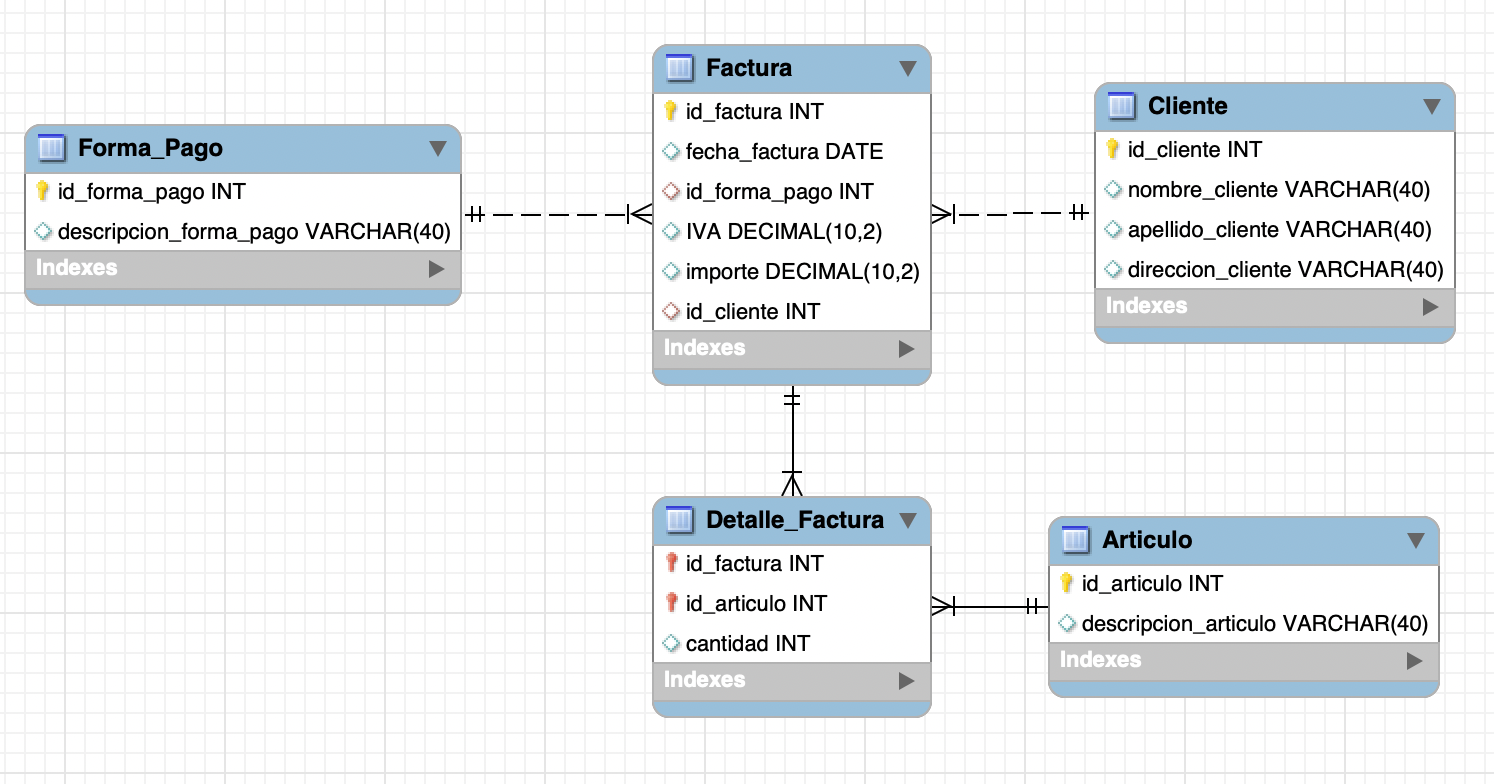 Forma_Pago
id_forma_pago INT
descripcion_forma_pago VARCHAR(40)
Indexes
Factura
id_factura INT
fecha_factura DATE
id_forma_pago INT
IVA DECIMAL(10,2)
importe DECIMAL(10,2)
id_cliente INT
Indexes
Cliente
id_cliente INT
nombre_cliente VARCHAR(40)
apellido_cliente VARCHAR(40)
direccion_cliente VARCHAR(40)
Indexes
Detalle_Factura
id_factura INT
id_articulo INT
cantidad INT
Indexes
Articulo
id_articulo INT
descripcion_articulo VARCHAR(40)
Indexes